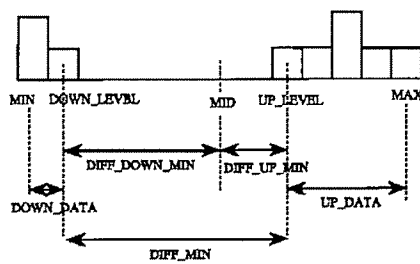 MIN DOWN_LEVEL MID UP_LEVEL MAX
DIFF_DOWN_MIN DIFF_UP_MIN
DOWN_DATA UP_DATA
DIFF_MIN